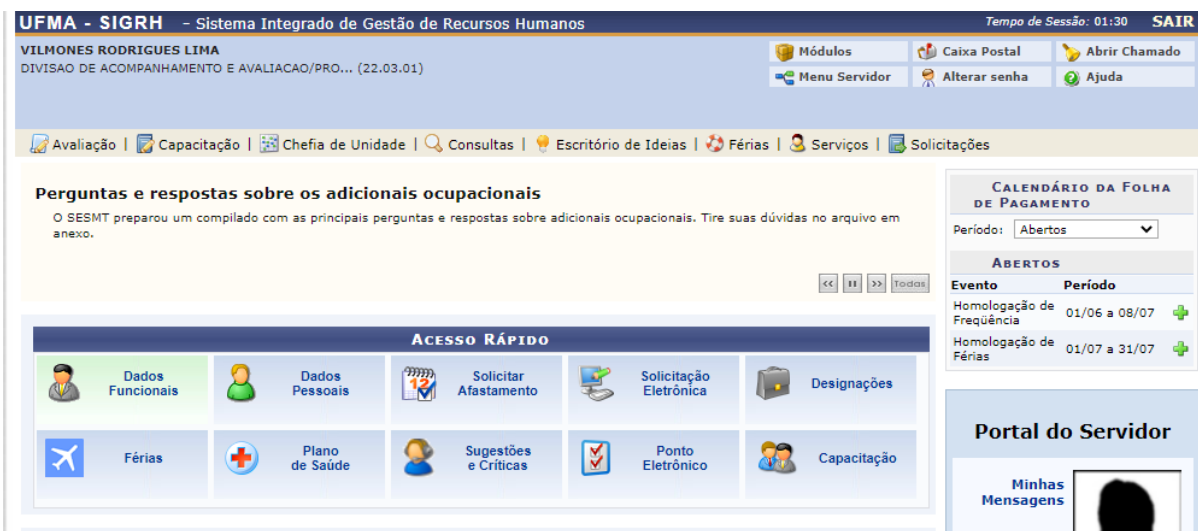 UFMA - SIGRH - Sistema Integrado de Gestão de Recursos Humanos
Tempo de Sessão: 01:30 SAIR
VILMONES RODRIGUES LIMA
DIVISAO DE ACOMPANHAMENTO E AVALIACAO/PRO... (22.03.01)
Módulos Caixa Postal Abrir Chamado
Menu Servidor Alterar senha Ajuda
Avaliação | Capacitação | Chefia de Unidade | Consultas | Escritório de Ideias | Férias | Serviços | Solicitações
Perguntas e respostas sobre os adicionais ocupacionais
O SESMT preparou um compilado com as principais perguntas e respostas sobre adicionais ocupacionais. Tire suas dúvidas no arquivo em
anexo.
<< II >> Todas
ACESSO RÁPIDO
Dados
Funcionais
Dados
Pessoais
12
Solicitar
Afastamento
Solicitação
Eletrônica
Designações
Férias
Plano
de Saúde
Sugestões
e Críticas
Ponto
Eletrônico
Capacitação
CALENDÁRIO DA FOLHA
DE PAGAMENTO
Período: Abertos
ABERTOS
Evento Período
Homologação de
Freqüência
01/06 a 08/07
Homologação de
Férias
01/07 a 31/07
Portal do Servidor
Minhas
Mensagens